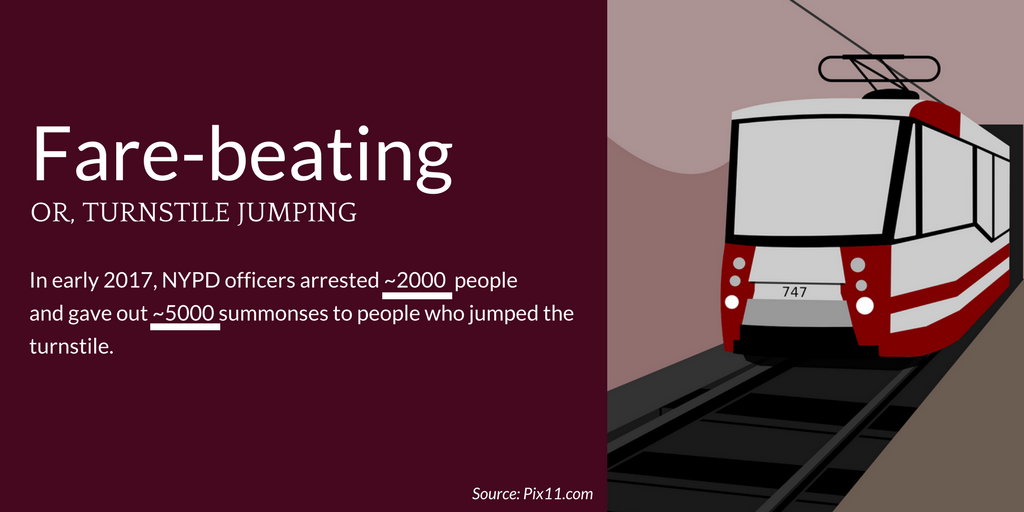 Fare-beating
OR, TURNSTILE JUMPING
In early 2017, NYPD officers arrested ~2000 people
and gave out ~5000 summonses to people who jumped the
turnstile.
747
Source: Pix11.com